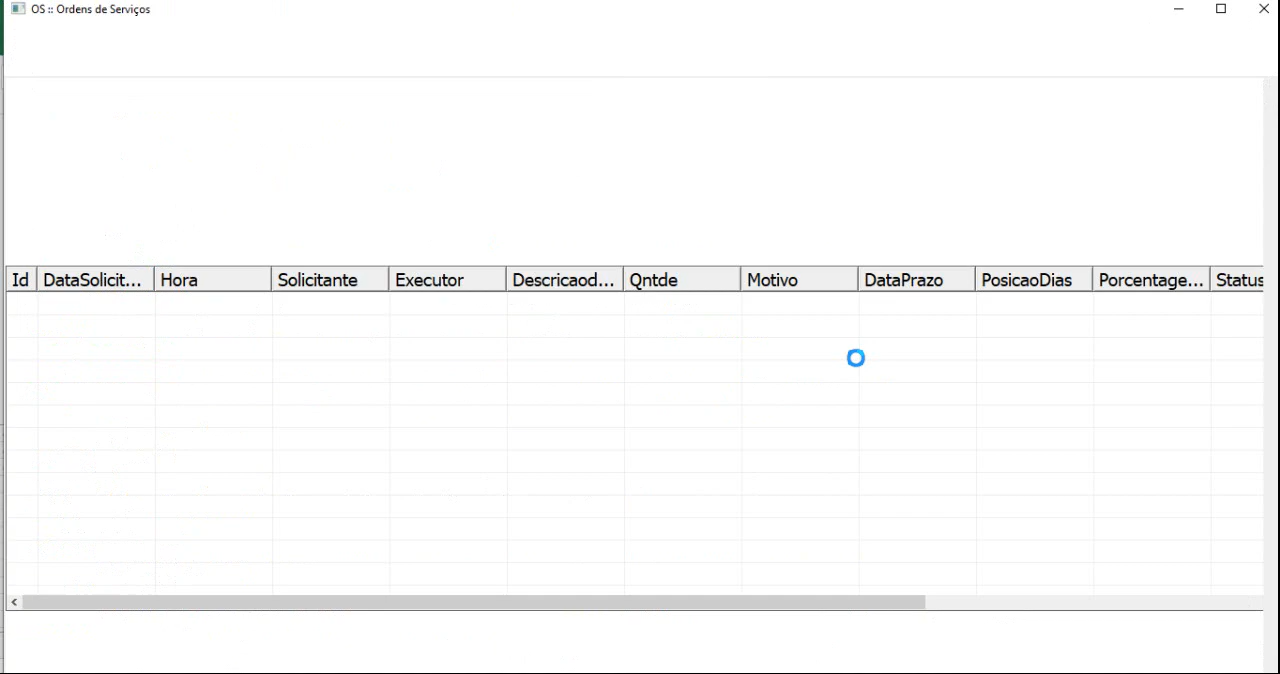 OS :: Ordens de Serviços
Id DataSolicit... Hora Solicitante Executor Descricaod... Qntde Motivo DataPrazo PosicaoDias Porcentage... Status